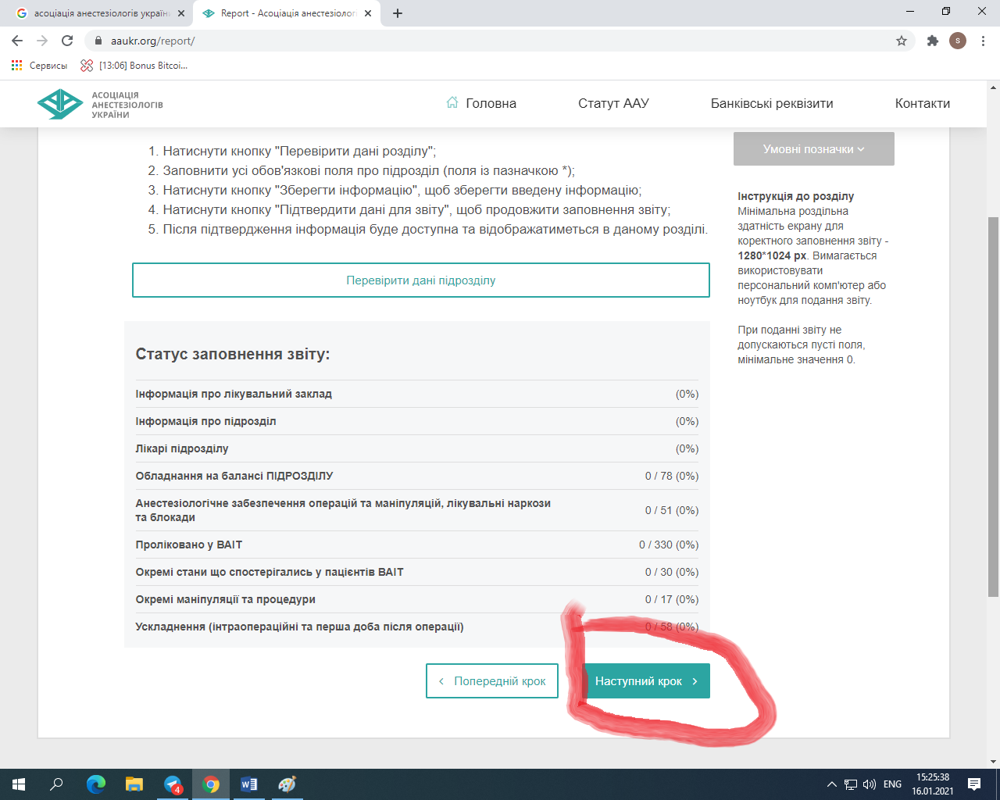 асоціація анестезіологів україни
Report - Асоціація анестезіологі
aaukr.org/report/
s
Сервисы
[13:06] Bonus Bitcoi...
АСОЦІАЦІЯ
АНЕСТЕЗІОЛОГІВ
УКРАЇНИ
Головна
Статут ААУ
Банківські реквізити
Контакти
1. Натиснути кнопку "Перевірити дані розділу";
2. Заповнити усі обов'язкові поля про підрозділ (поля із пазначкою *);
3. Натиснути кнопку "Зберегти інформацію", щоб зберегти введену інформацію;
4. Натиснути кнопку "Підтвердити дані для звіту", щоб продовжити заповнення звіту;
5. Після підтвердження інформація буде доступна та відображатиметься в даному розділі.
Перевірити дані підрозділу
Умовні позначки
Інструкція до розділу
Мінімальна роздільна
здатність екрану для
коректного заповнення звіту -
1280*1024 px. Вимагається
використовувати
персональний комп'ютер або
ноутбук для подання звіту.
При поданні звіту не
допускаються пусті поля,
мінімальне значення 0.
Статус заповнення звіту:
Інформація про лікувальний заклад (0%)
Інформація про підрозділ (0%)
Лікарі підрозділу (0%)
Обладнання на балансі ПІДРОЗДІЛУ 0 / 78 (0%)
Анестезіологічне забезпечення операцій та маніпуляцій, лікувальні наркози
та блокади 0 / 51 (0%)
Проліковано у ВАІТ 0 / 330 (0%)
Окремі стани що спостерігались у пацієнтів ВАІТ 0 / 30 (0%)
Окремі маніпуляції та процедури 0 / 17 (0%)
Ускладнення (інтраопераційні та перша доба після операції) 0 / 58 (0%)
Попередній крок
Наступний крок
4
ENG
15:25:38
16.01.2021